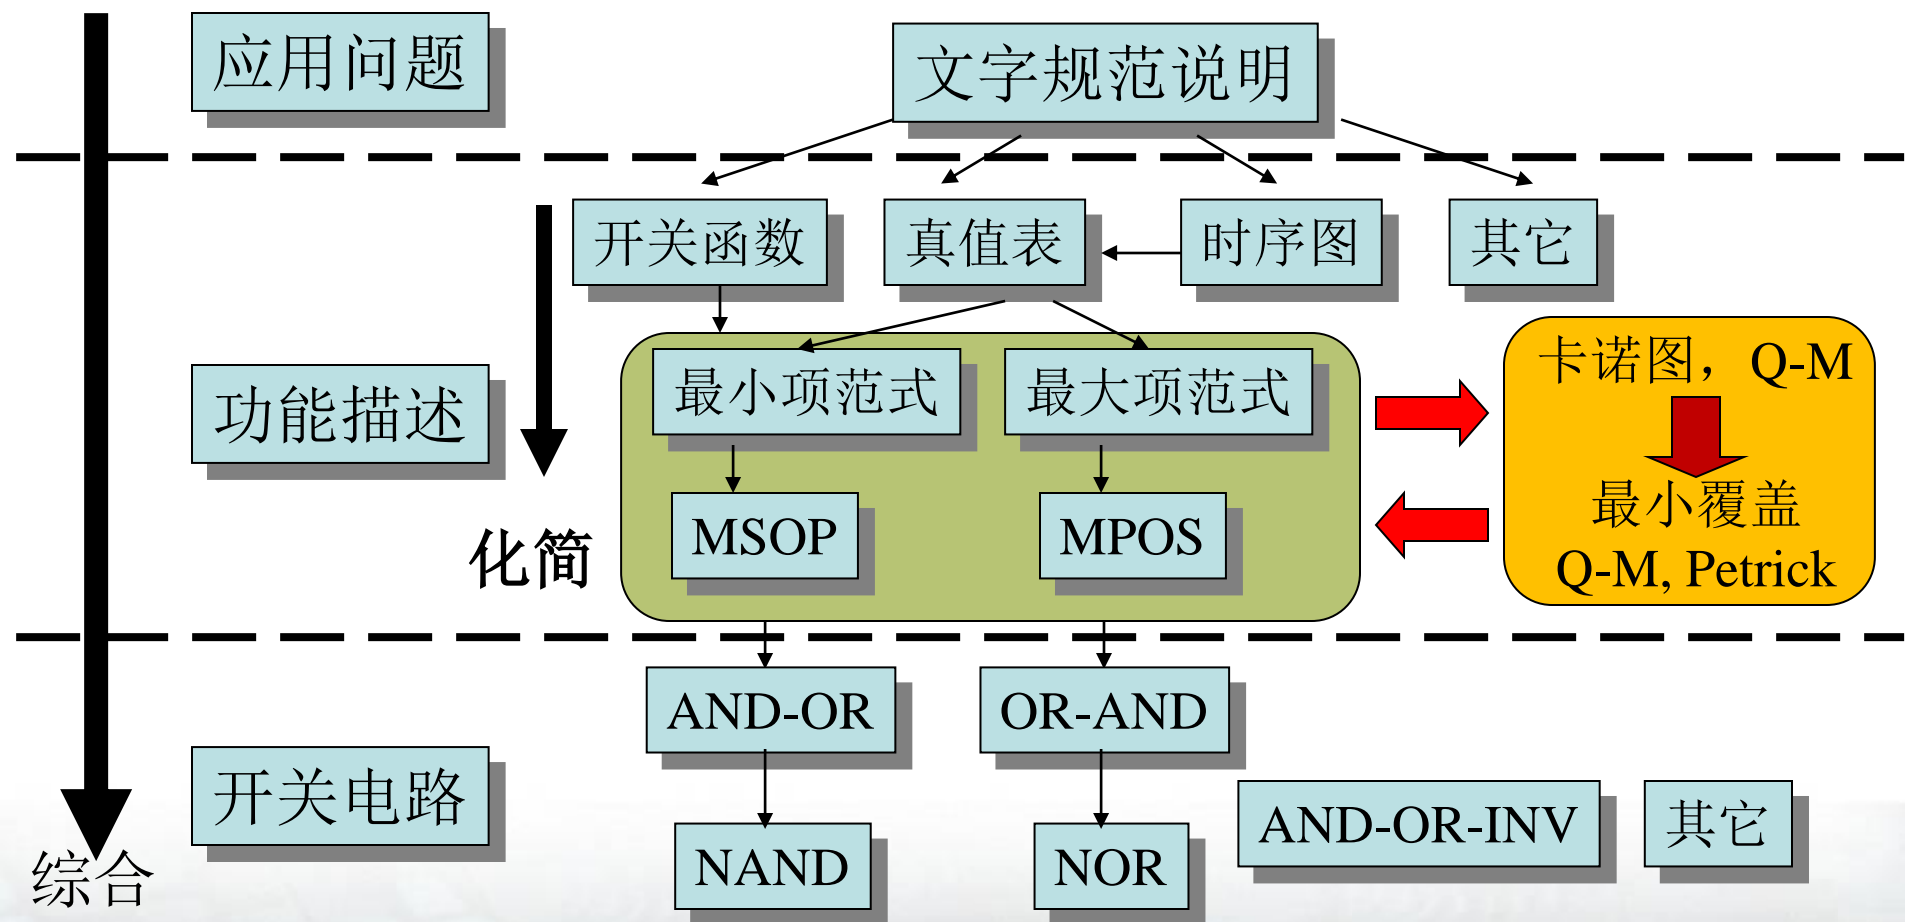 应用问题
文字规范说明
开关函数
真值表
时序图
其它
功能描述
最小项范式
最大项范式
卡诺图，Q-M
最小覆盖
Q-M, Petrick
MSOP
MPOS
化简
AND-OR
OR-AND
开关电路
AND-OR-INV
其它
NAND
NOR
综合